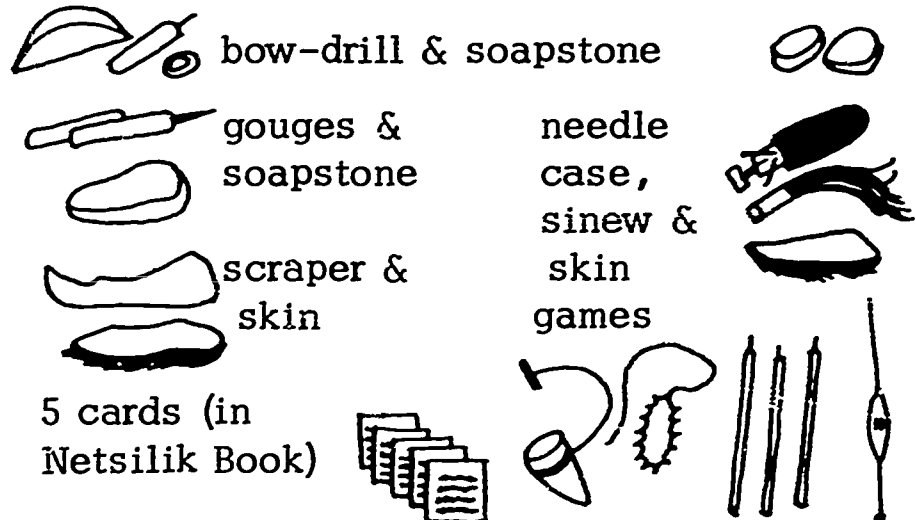 bow-drill & soapstone
gouges &
soapstone
scraper &
skin
5 cards (in
Netsilik Book)
needle
case,
sinew &
skin
games